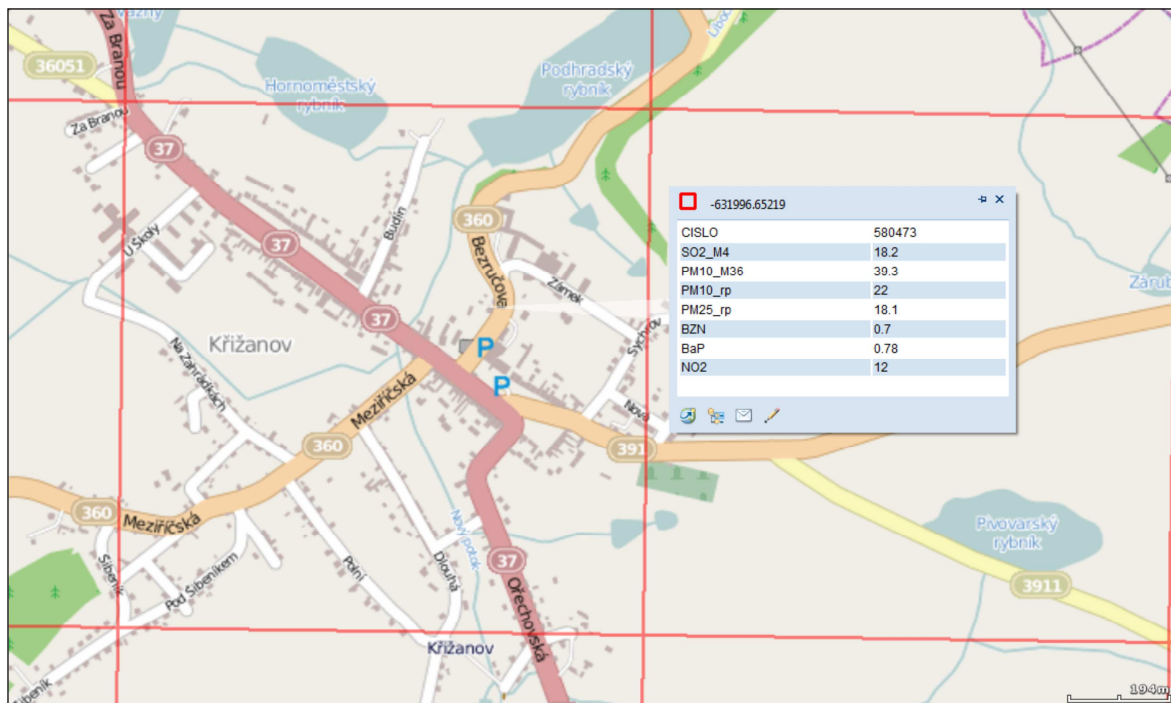 Za Branou
36051
Hornoměstský
rybník
Podhradský
rybník
Za Branou
37
U Školy
Budín
360
Bezručova
37
Zámek
37
Sychrov
Křižanov
P
P
Na Zahrádkách
Meziříčská
Nová
360
391
360
Meziříčská
Nový potok
37
Šibeník
Pod Šibeníkem
Polní
Dlouhá
Ořechovská
Křižanov
Šibeník
Pivovarský
rybník
3911
-631996.65219
CISLO 580473
SO2_M4 18.2
PM10_M36 39.3
PM10_rp 22
PM25_rp 18.1
BZN 0.7
BaP 0.78
NO2 12
194m